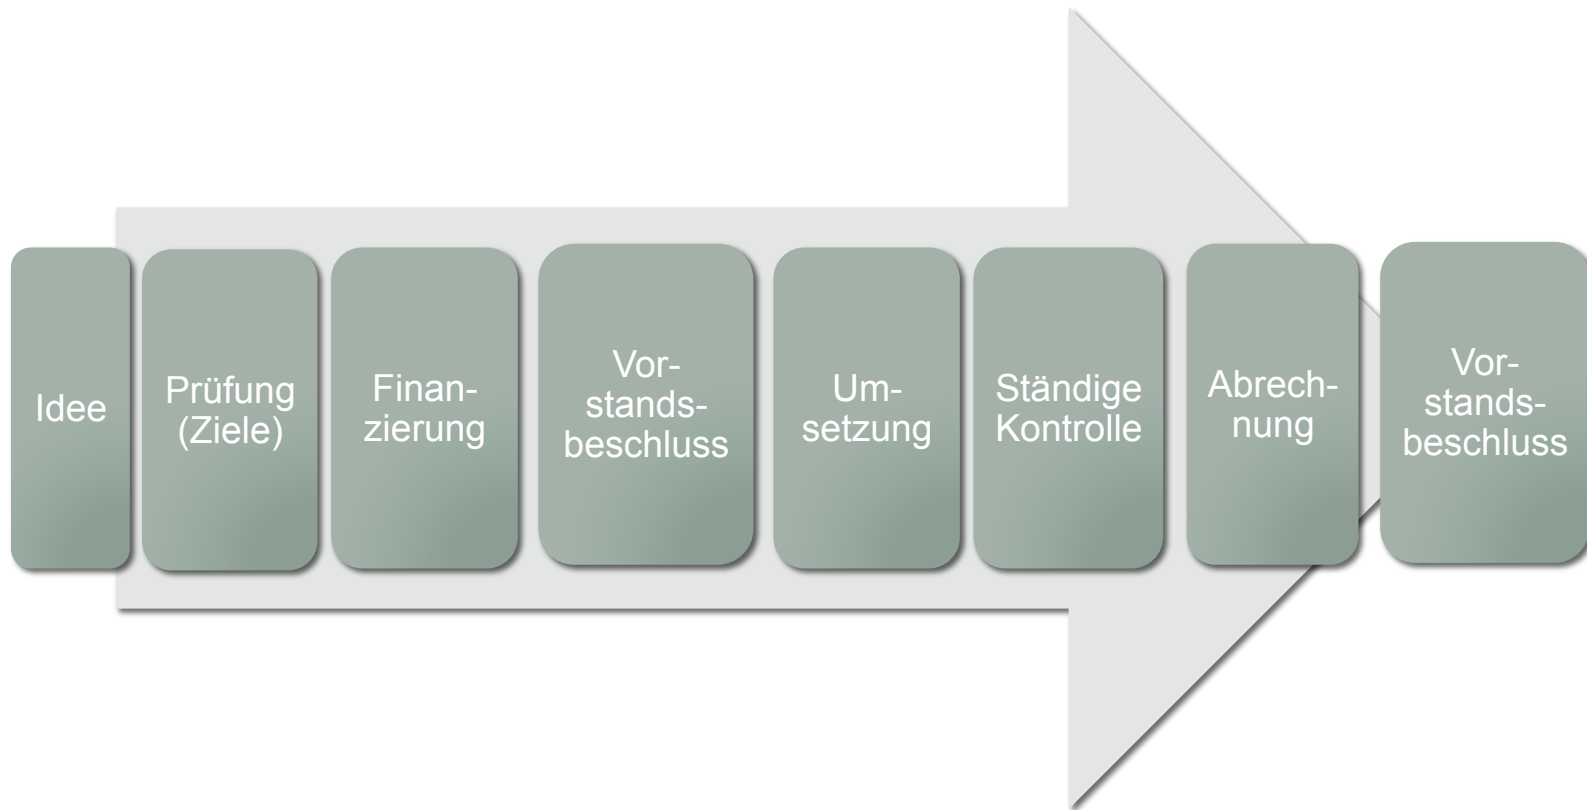 Idee
Prüfung
(Ziele)
Finan-
zierung
Vor-
stands-
beschluss
Um-
setzung
Ständige
Kontrolle
Abrech-
nung
Vor-
stands-
beschluss